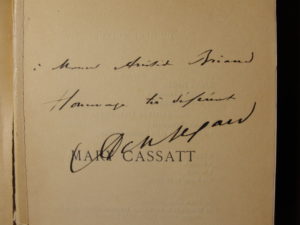 à Monsieur Aristide Briand
Hommage très déférent
MARY CASSATT